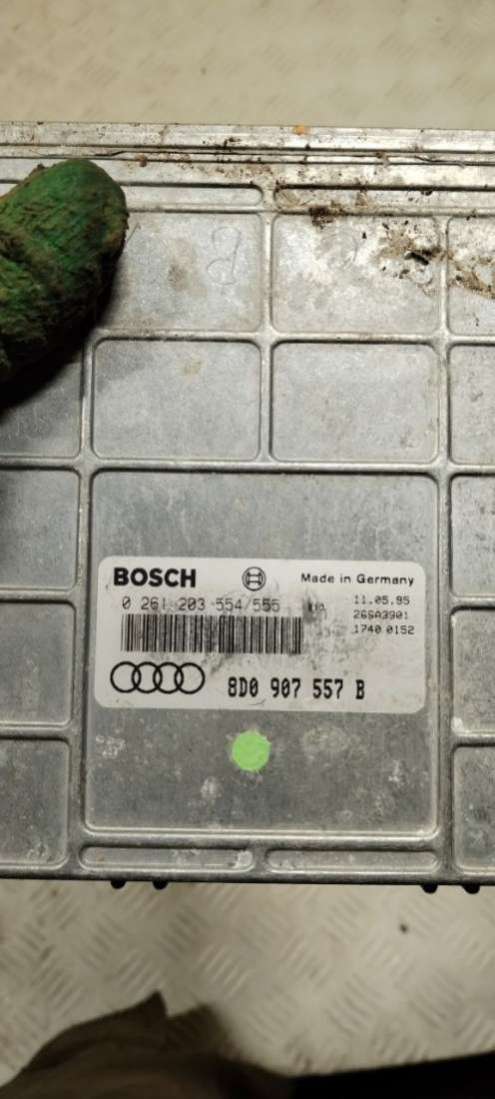 BOSCH
Made in Germany
0 261 203 554/555
11.05.95
26SA3901
1740 0152
8D0 907 557 B